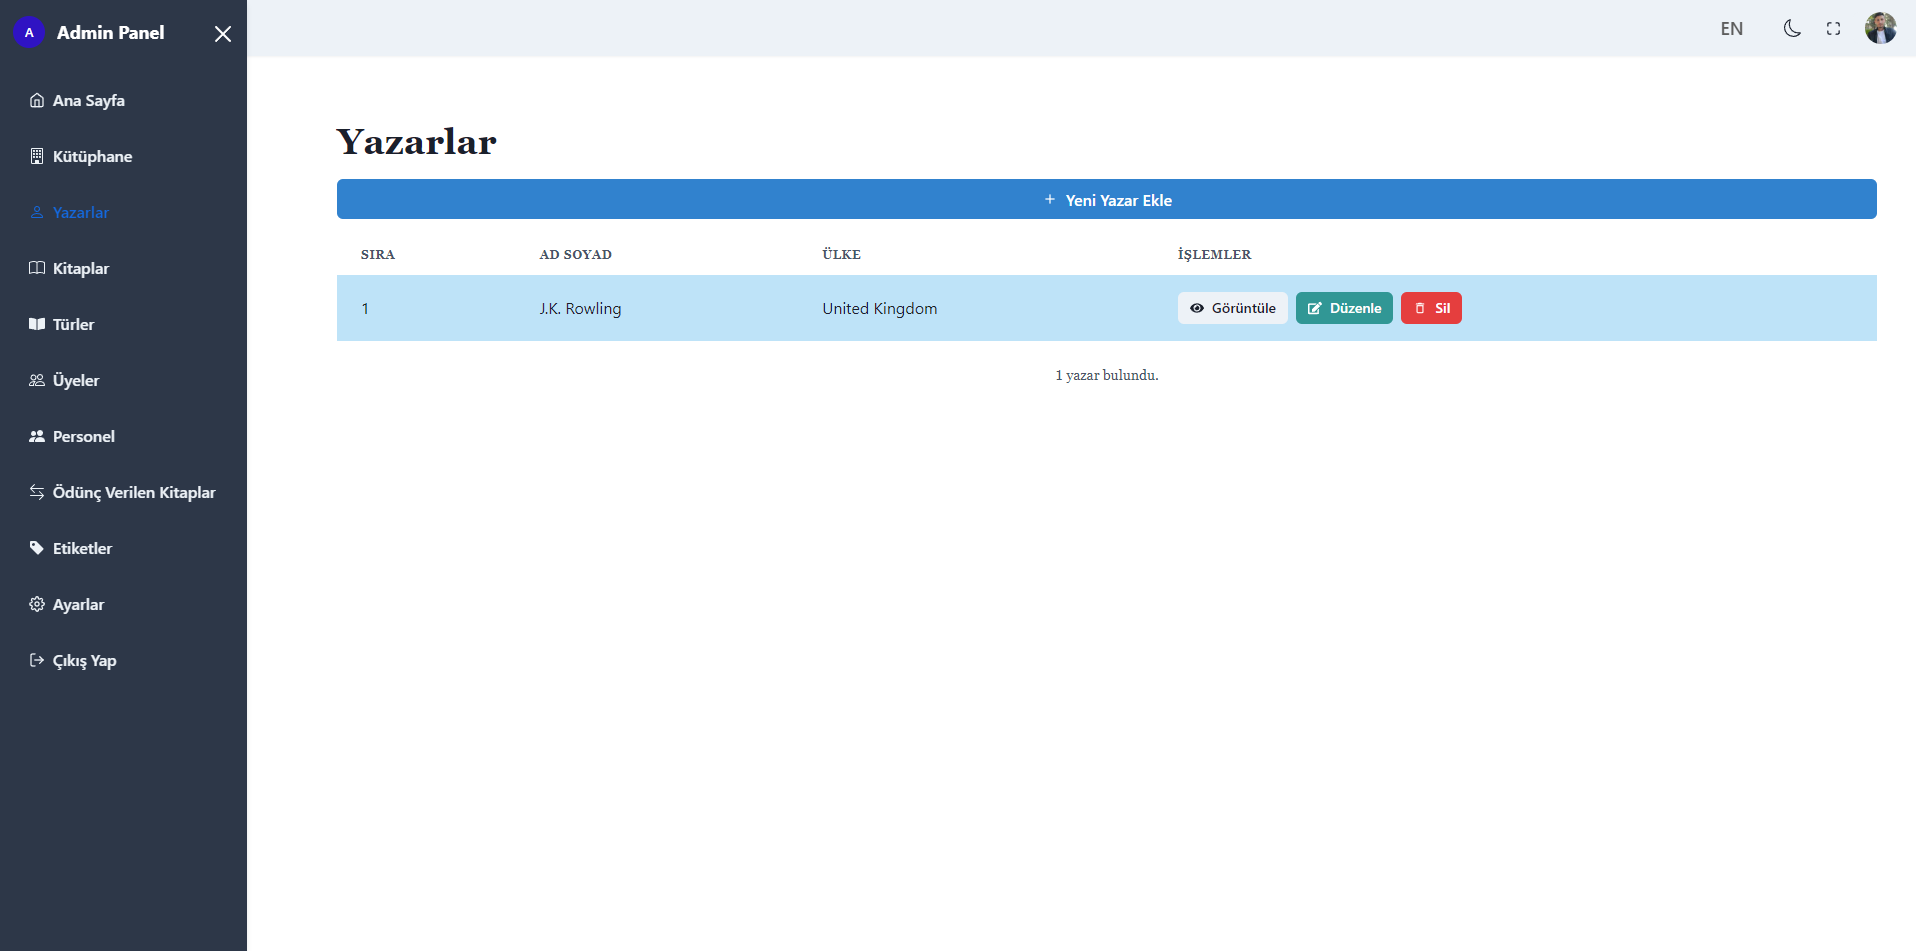 A Admin Panel
EN
Ana Sayfa
Kütüphane
Yazarlar
Kitaplar
Türler
Üyeler
Personel
Ödünç Verilen Kitaplar
Etiketler
Ayarlar
Çıkış Yap
Yazarlar
+ Yeni Yazar Ekle
SIRA AD SOYAD ÜLKE İŞLEMLER
1 J.K. Rowling United Kingdom Görüntüle Düzenle Sil
1 yazar bulundu.